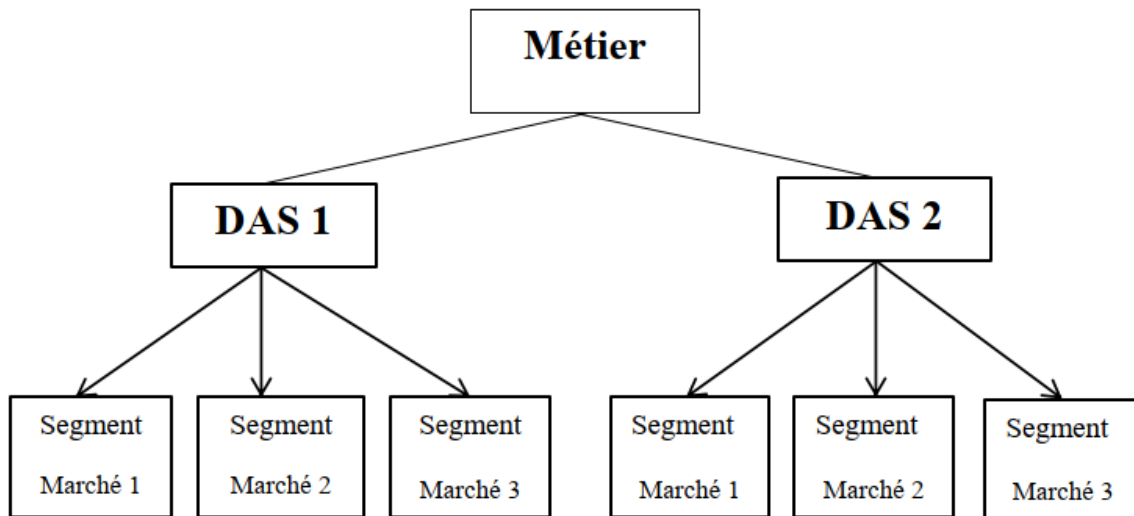 Métier
DAS 1
DAS 2
Segment
Marché 1
Segment
Marché 2
Segment
Marché 3
Segment
Marché 1
Segment
Marché 2
Segment
Marché 3